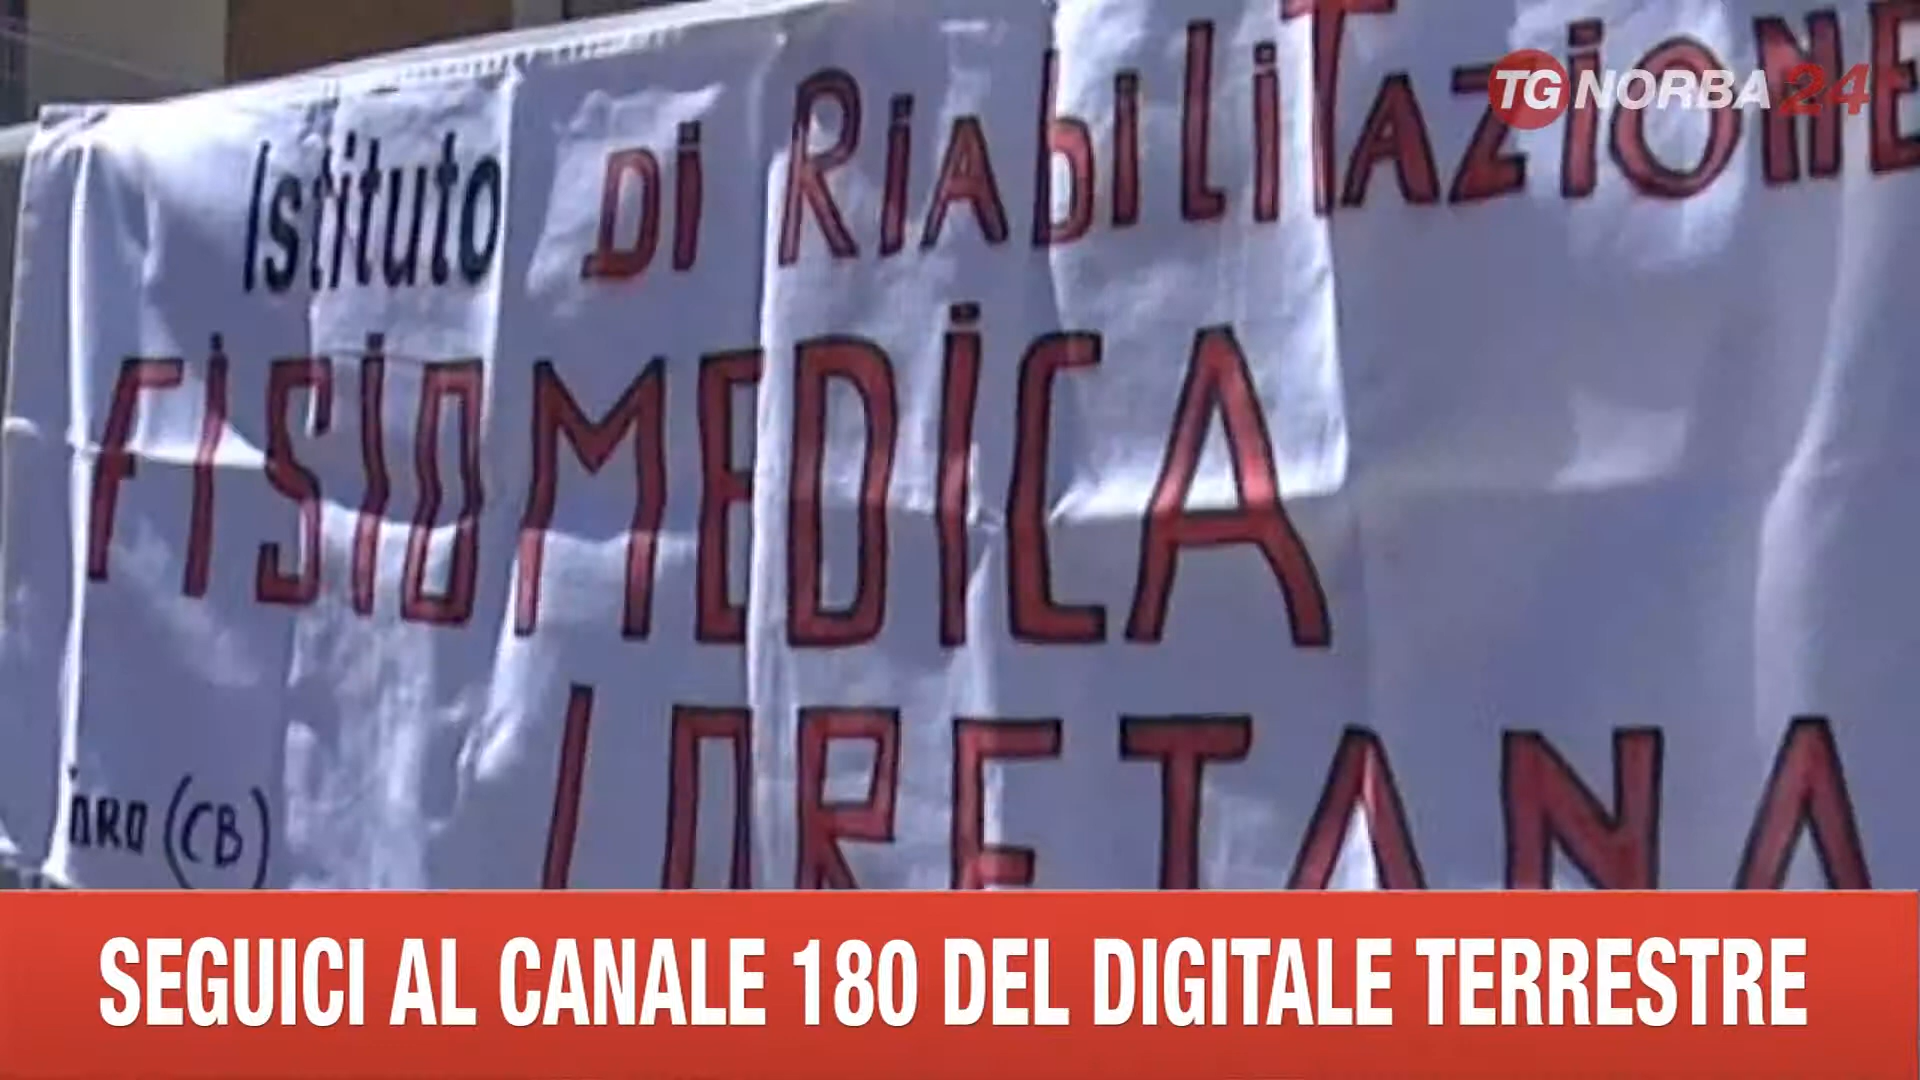 TG NORBA 24
Istituto Di RiAbiLiTAZiONE
FiSiOMEDiCA
LORETANA
(CB)
SEGUICI AL CANALE 180 DEL DIGITALE TERRESTRE